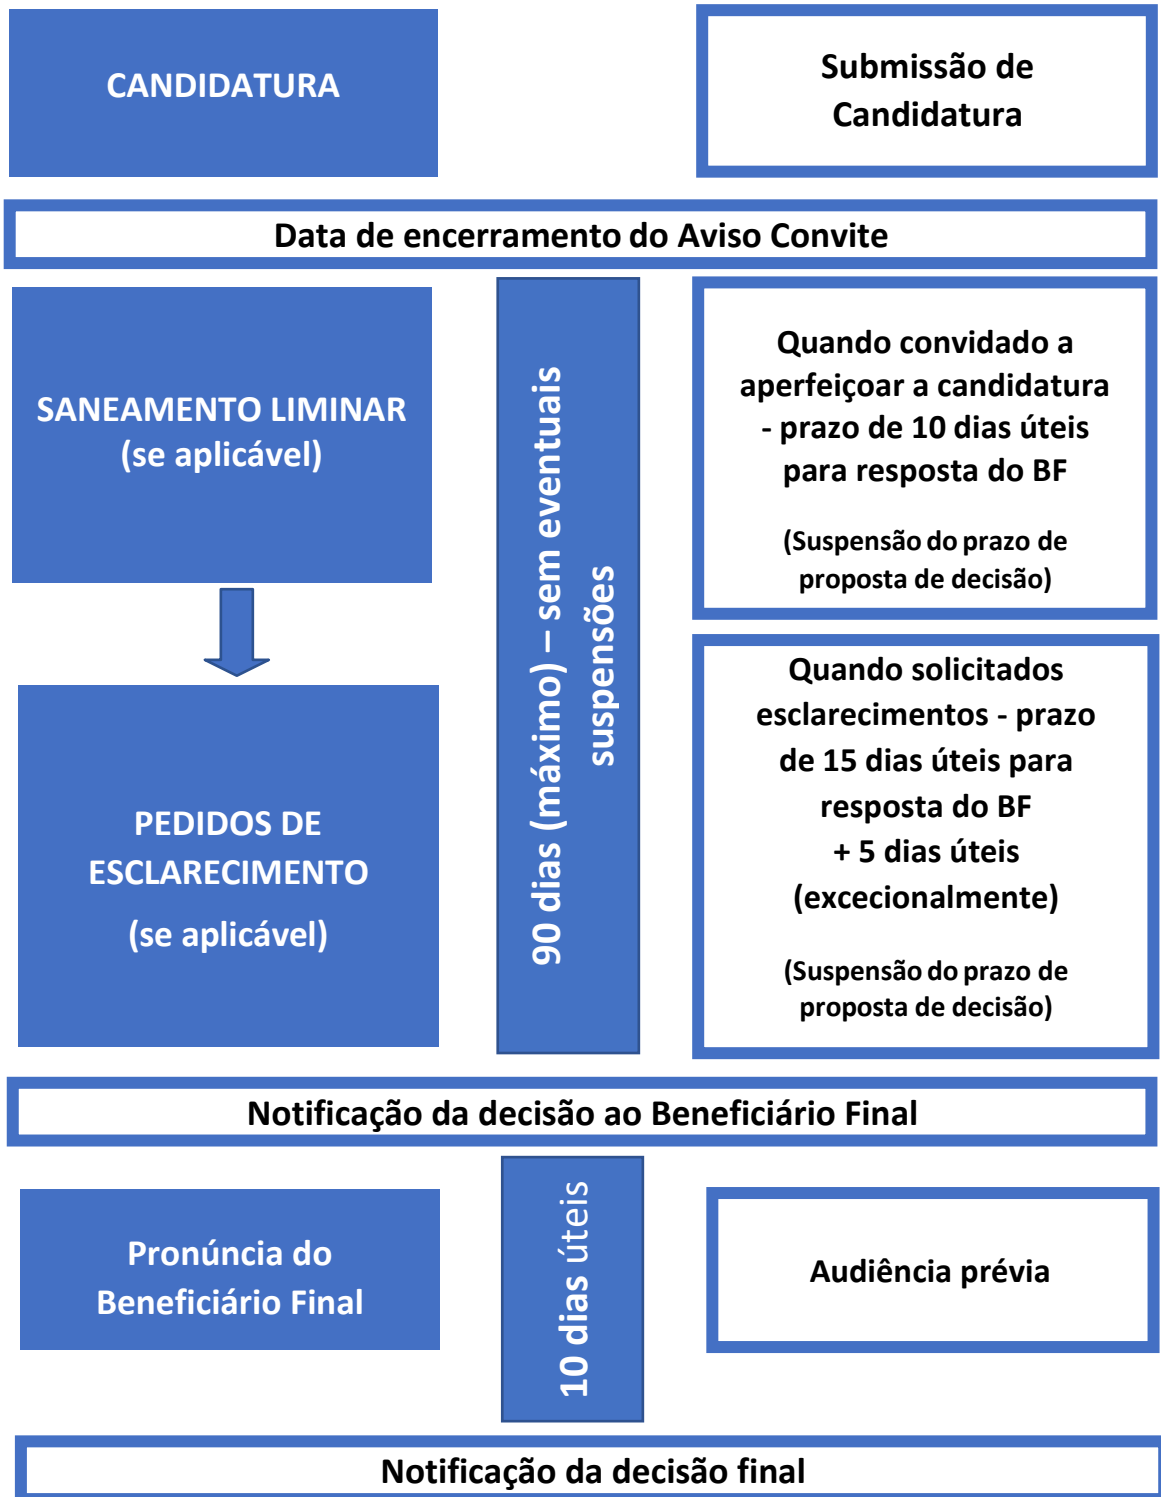 CANDIDATURA
Submissão de
Candidatura
Data de encerramento do Aviso Convite
SANEAMENTO LIMINAR
(se aplicável)
90 dias (máximo) – sem eventuais
suspensões
Quando convidado a
aperfeiçoar a candidatura
- prazo de 10 dias úteis
para resposta do BF
(Suspensão do prazo de
proposta de decisão)
PEDIDOS DE
ESCLARECIMENTO
(se aplicável)
Quando solicitados
esclarecimentos - prazo
de 15 dias úteis para
resposta do BF
+ 5 dias úteis
(excecionalmente)
(Suspensão do prazo de
proposta de decisão)
Notificação da decisão ao Beneficiário Final
Pronúncia do
Beneficiário Final
10 dias úteis
Audiência prévia
Notificação da decisão final